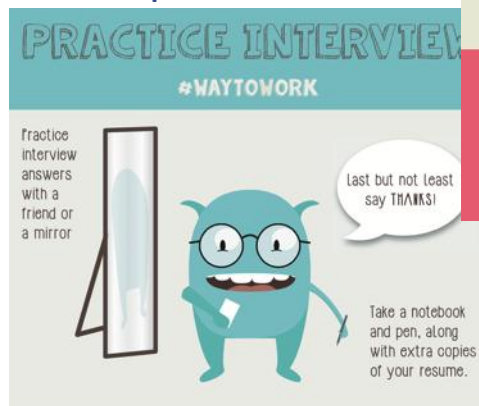 PRACTICE INTERVIEW
#WAYTOWORK
Practice
interview
answers
with a
friend or
a mirror
Last but not least
say THANKS!
Take a notebook
and pen, along
with extra copies
of your resume.